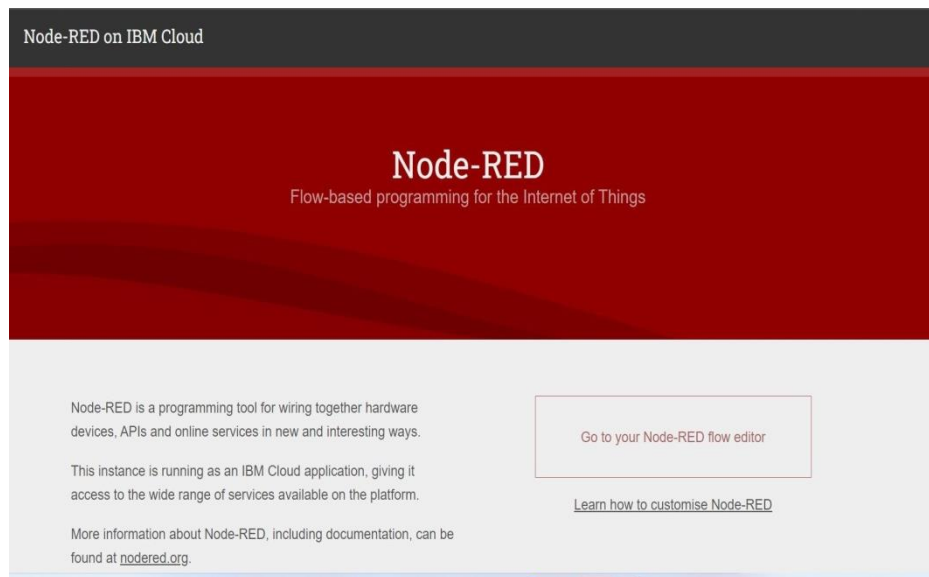 Node-RED on IBM Cloud
Node-RED
Flow-based programming for the Internet of Things
Node-RED is a programming tool for wiring together hardware
devices, APIs and online services in new and interesting ways.
This instance is running as an IBM Cloud application, giving it
access to the wide range of services available on the platform.
More information about Node-RED, including documentation, can be
found at nodered.org.
Go to your Node-RED flow editor
Learn how to customise Node-RED